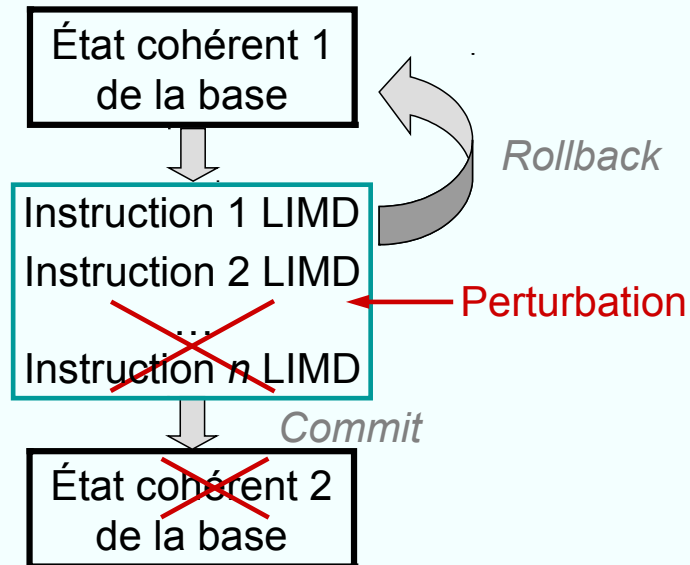 État cohérent 1
de la base
Rollback
Instruction 1 LIMD
Instruction 2 LIMD
Perturbation
…
Instruction n LIMD
Commit
État cohérent 2
de la base